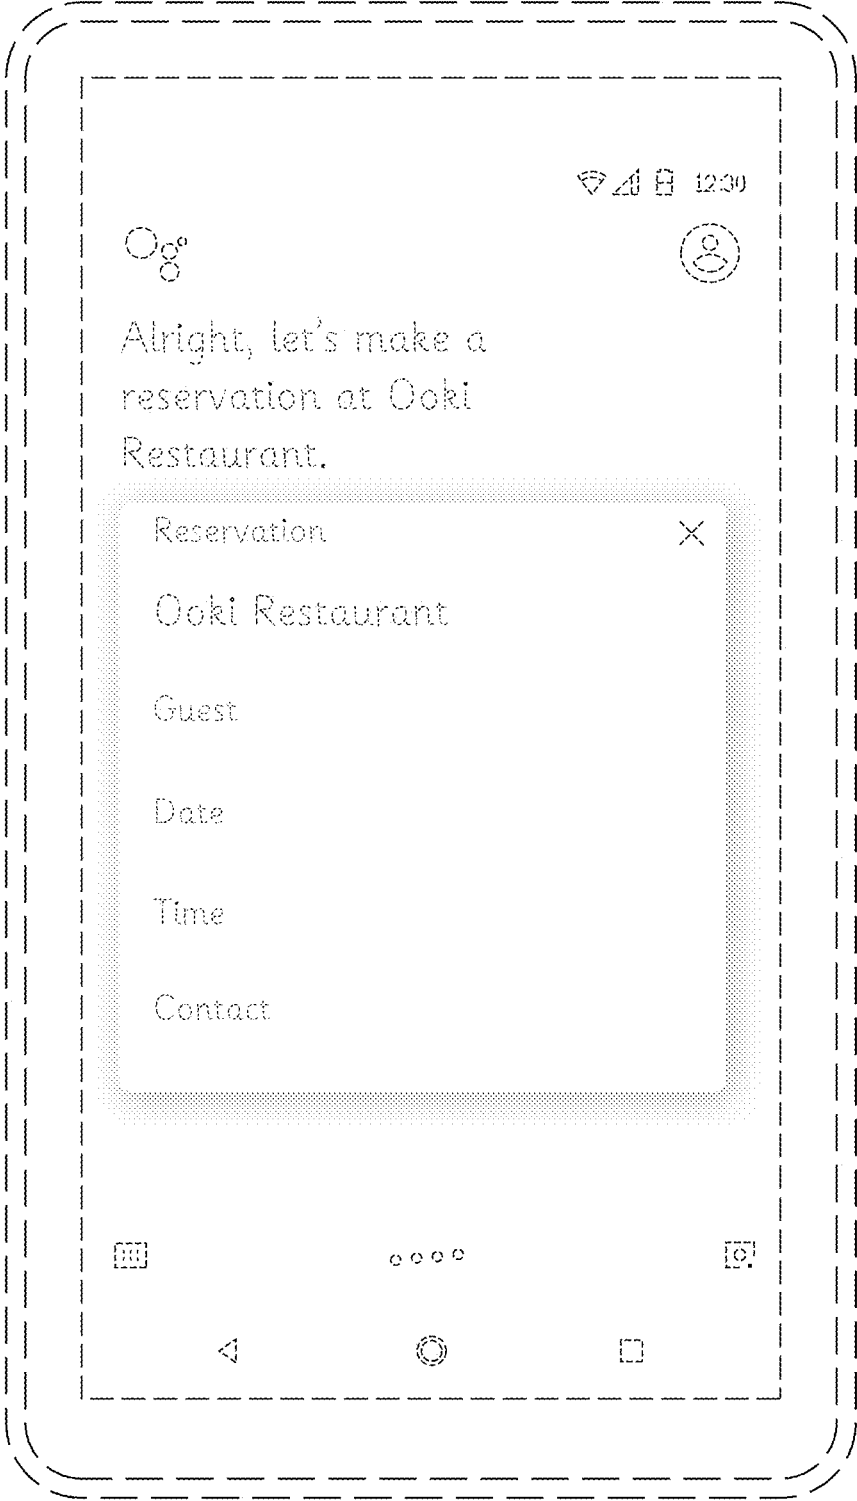 12:30
Alright, let's make a
reservation at Ooki
Restaurant.
Reservation
Ooki Restaurant
Guest
Date
Time
Contact